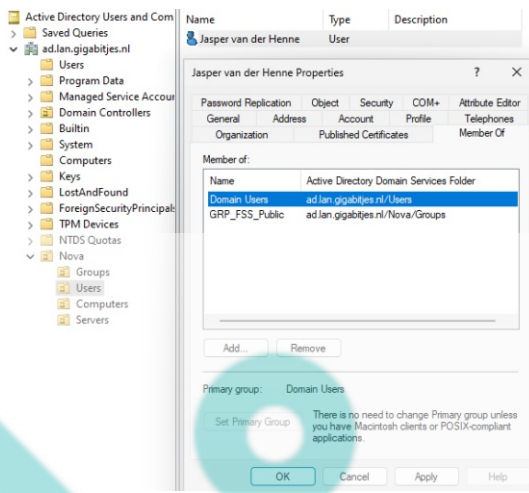 Active Directory Users and Com
Saved Queries
ad.lan.gigabitjes.nl
Users
Program Data
Managed Service Accour
Domain Controllers
Builtin
System
Computers
Keys
LostAndFound
ForeignSecurityPrincipals
TPM Devices
NTDS Quotas
Nova
Groups
Users
Computers
Servers
Name Type Description
Jasper van der Henne User
Jasper van der Henne Properties ? ×
Password Replication Object Security COM+ Attribute Editor
General Address Account Profile Telephones
Organization Published Certificates Member Of
Member of:
Name Active Directory Domain Services Folder
Domain Users ad.lan.gigabitjes.nl/Users
GRP_FSS_Public ad.lan.gigabitjes.nl/Nova/Groups
Add... Remove
Primary group: Domain Users
Set Primary Group
There is no need to change Primary group unless
you have Macintosh clients or POSIX-compliant
applications.
OK Cancel Apply Help